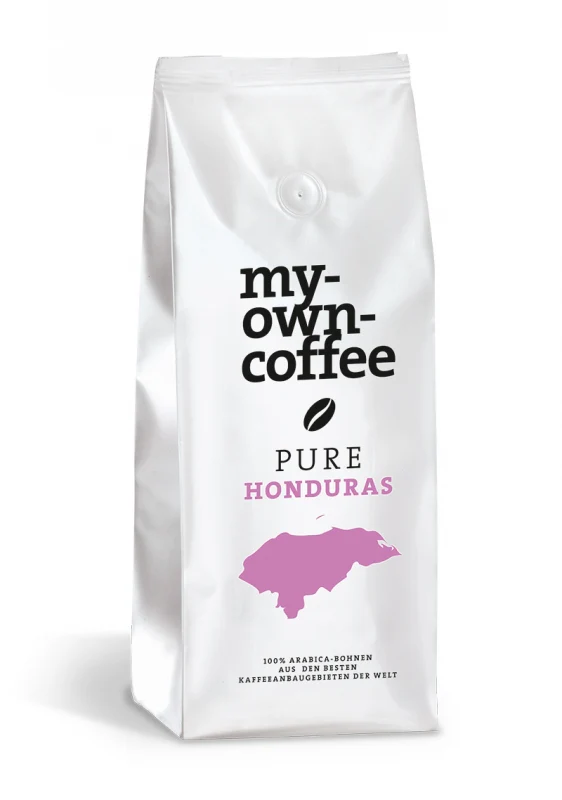 my-
own-
coffee
PURE
HONDURAS
100% ARABICA-BOHNEN
AUS DEN BESTEN
KAFFEEANBAUGEBIETEN DER WELT